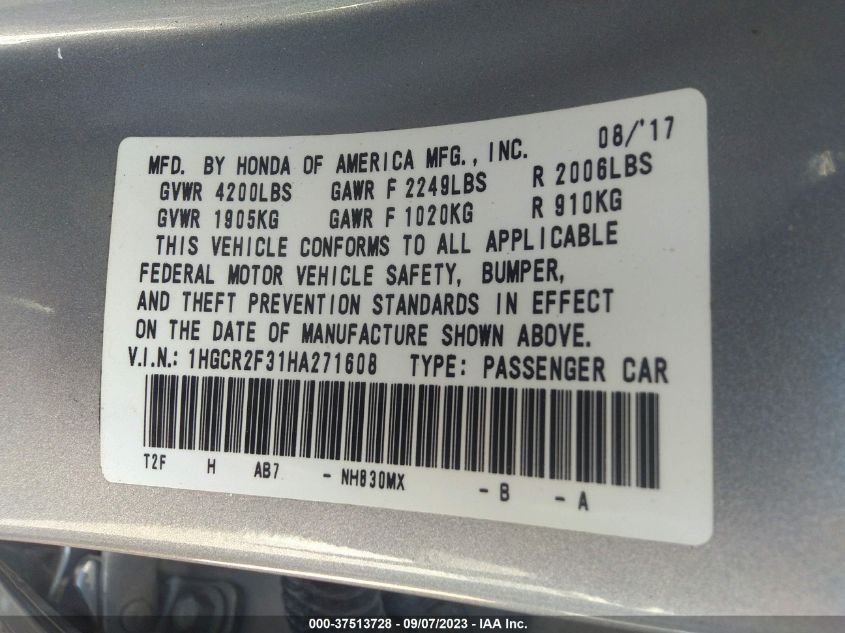 08/'17
MFD. BY HONDA OF AMERICA MFG., INC.
GVWR 4200LBS GAWR F 2249LBS R 2006LBS
GVWR 1905KG GAWR F 1020KG R 910KG
THIS VEHICLE CONFORMS TO ALL APPLICABLE
FEDERAL MOTOR VEHICLE SAFETY, BUMPER,
AND THEFT PREVENTION STANDARDS IN EFFECT
ON THE DATE OF MANUFACTURE SHOWN ABOVE.
V.I.N.: 1HGCR2F31HA271608 TYPE: PASSENGER CAR
T2F H AB7 - NH830MX - B - A
000-37513728 - 09/07/2023 - IAA Inc.